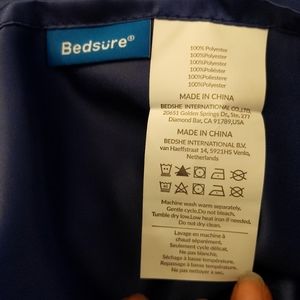 Bedsure®
100% Polyester
100%Polyester
100%Polyester
100%Poliéster
100%Poliestere
100%Polyester
MADE IN CHINA
BEDSHE INTERNATIONAL CO.,LTD.
20651 Golden Springs Dr., Ste. 277
Diamond Bar, CA 91789,USA
MADE IN CHINA
BEDSHE INTERNATIONAL B.V.
van Heeffstraat 14, 5921HS Venlo,
Netherlands
Machine wash warm separately.
Gentle cycle.Do not bleach.
Tumble dry low.Low heat iron if needed.
Do not dry clean.
Lavage en machine à
chaud séparément,
Seulement cycle délicat,
Ne pas blanchir,
Séchage à basse température.
Repassage à basse température.
Ne pas nettoyer à sec.